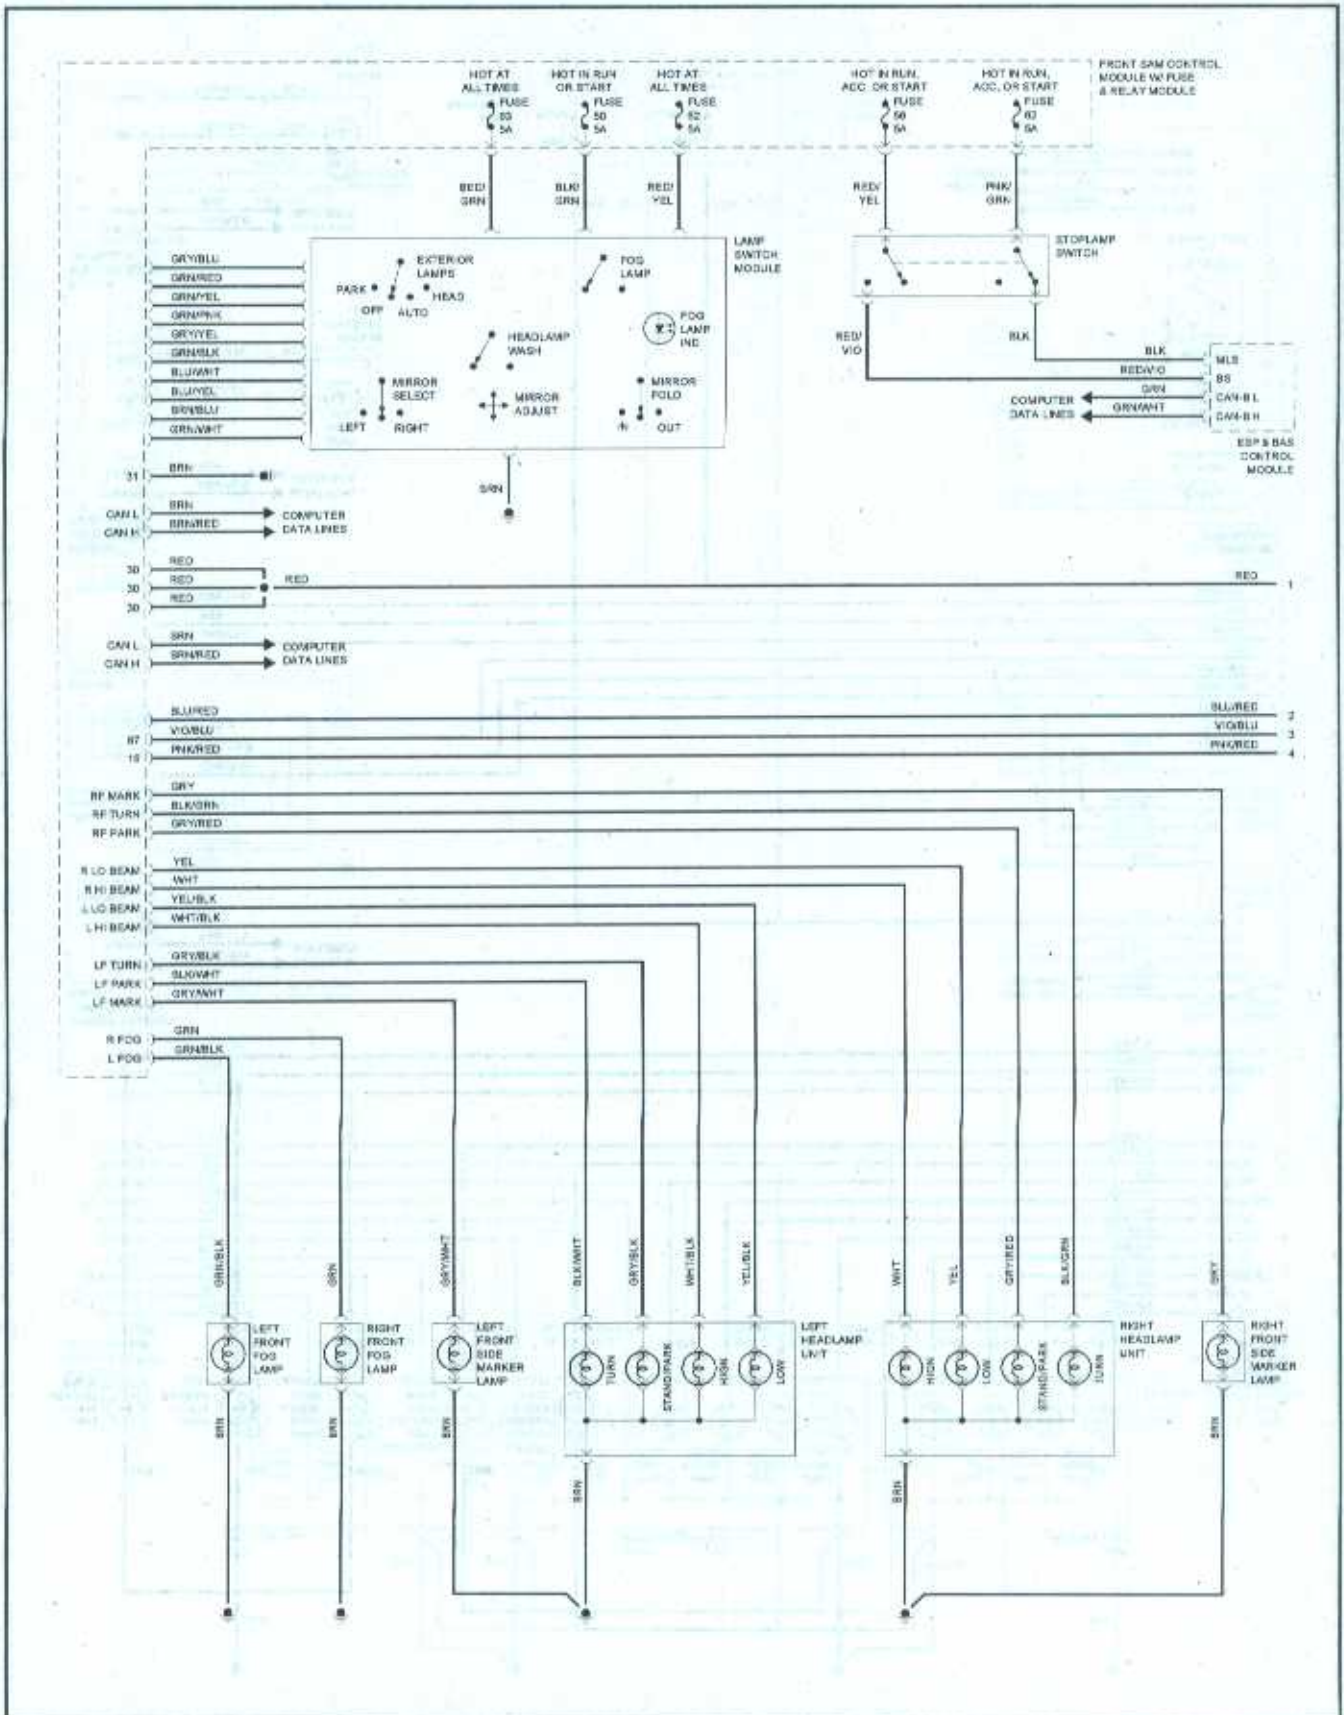 FRONT SAM CONTROL
MODULE W/ FUSE
& RELAY MODULE
HOT AT
ALL TIMES
FUSE
5A
HOT IN RUN
OR START
FUSE
50
5A
HOT AT
ALL TIMES
FUSE
62
5A
HOT IN RUN,
ACC, OR START
FUSE
5A
HOT IN RUN,
ACC, OR START
FUSE
5A
RED/
GRN
BLK/
GRN
RED/
YEL
RED/
YEL
PNK/
GRN
LAMP
SWITCH
MODULE
STOPLAMP
SWITCH
GRY/BLU
GRN/RED
GRN/YEL
GRN/PNK
GRY/YEL
GRN/BLK
BLU/WHT
BLU/YEL
BRN/BLU
GRN/WHT
EXTERIOR
LAMPS
PARK
HEAD
OFF
AUTO
FOG
LAMP
FOG
LAMP
IND
HEADLAMP
WASH
MIRROR
SELECT
LEFT
RIGHT
MIRROR
ADJUST
MIRROR
FOLD
IN
OUT
RED/
VIO
BLK
BLK
MLS
RED/VIO
BS
COMPUTER
DATA LINES
GRN
CAN-B L
GRN/WHT
CAN-B H
ESP & BAS
CONTROL
MODULE
31
BRN
BRN
CAN L
BRN
CAN H
BRN/RED
COMPUTER
DATA LINES
30
RED
30
RED
RED
RED
1
30
RED
CAN L
BRN
CAN H
BRN/RED
COMPUTER
DATA LINES
BLU/RED
BLU/RED
2
87
VIO/BLU
VIO/BLU
3
15
PNK/RED
PNK/RED
4
RF MARK
GRY
RF TURN
BLK/GRN
RF PARK
GRY/RED
R LO BEAM
YEL
R HI BEAM
WHT
L LO BEAM
YEL/BLK
L HI BEAM
WHT/BLK
LF TURN
GRY/BLK
LF PARK
BLK/WHT
LF MARK
GRY/WHT
R FOG
GRN
L FOG
GRN/BLK
GRN/BLK
GRN
GRY/WHT
BLK/WHT
GRY/BLK
WHT/BLK
YEL/BLK
WHT
YEL
GRY/RED
BLK/GRN
GRY
LEFT
FRONT
FOG
LAMP
RIGHT
FRONT
FOG
LAMP
LEFT
FRONT
SIDE
MARKER
LAMP
TURN
STAND/PARK
HIGN
LOW
LEFT
HEADLAMP
UNIT
HIGN
LOW
STAND/PARK
TURN
RIGHT
HEADLAMP
UNIT
RIGHT
FRONT
SIDE
MARKER
LAMP
BRN
BRN
BRN
BRN
BRN
BRN